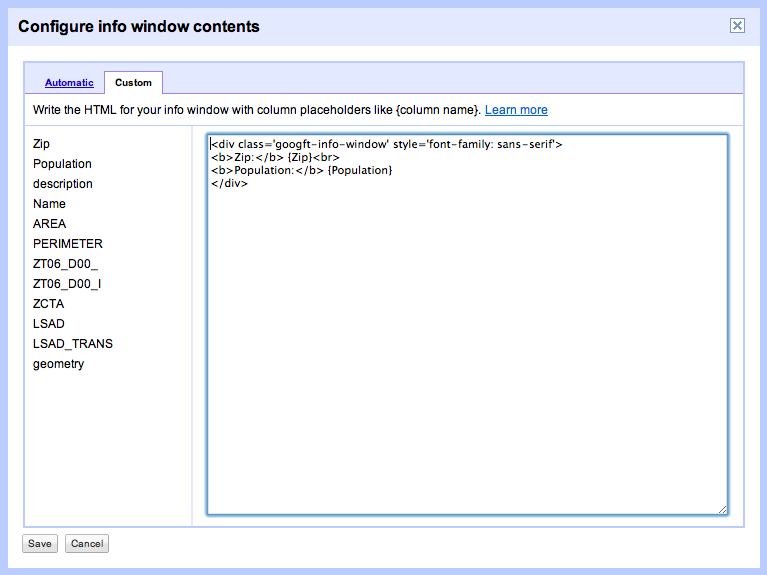 Configure info window contents
Automatic Custom
Write the HTML for your info window with column placeholders like {column name}. Learn more
Zip
Population
description
Name
AREA
PERIMETER
ZT06_D00_
ZT06_D00_I
ZCTA
LSAD
LSAD_TRANS
geometry
<div class='googft-info-window' style='font-family: sans-serif'>
<b>Zip:</b> {Zip}<br>
<b>Population:</b> {Population}
</div>
Save Cancel